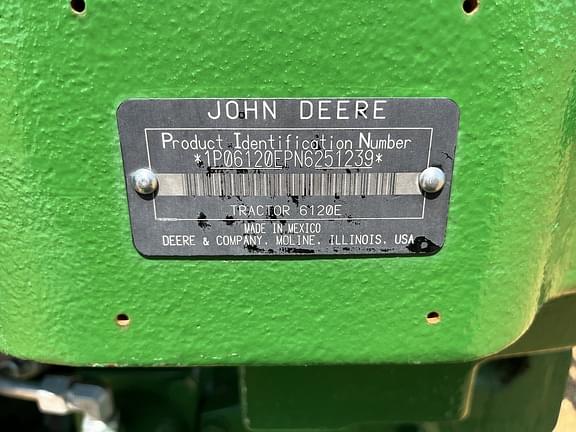 JOHN DEERE
Product Identification Number
*1P06120EPN6251239*
TRACTOR 6120E
MADE IN MEXICO
DEERE & COMPANY, MOLINE, ILLINOIS, USA